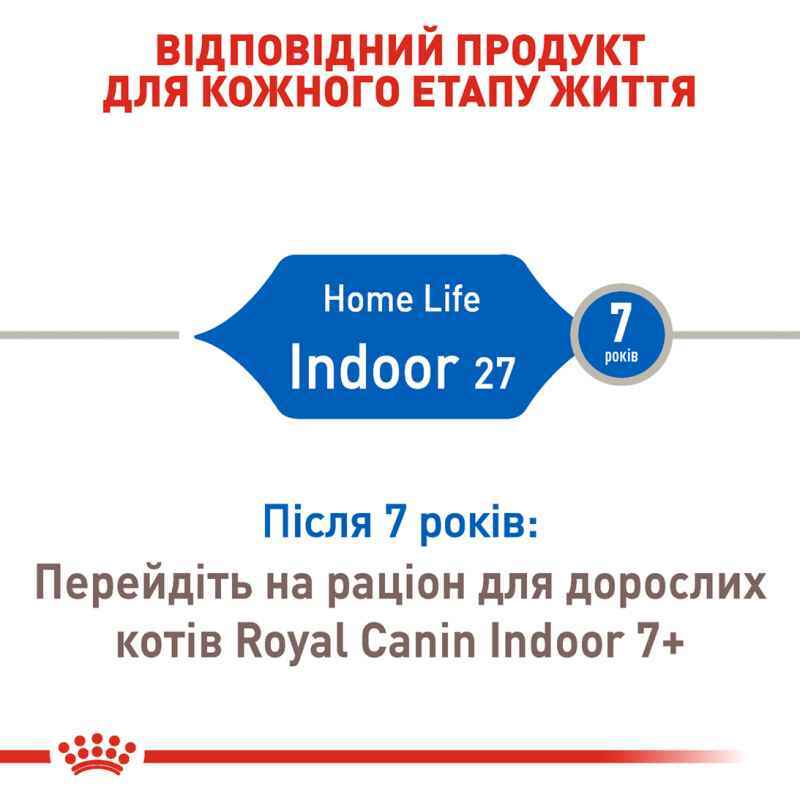 ВІДПОВІДНИЙ ПРОДУКТ
ДЛЯ КОЖНОГО ЕТАПУ ЖИТТЯ
Home Life
Indoor 27
7
років
Після 7 років:
Перейдіть на раціон для дорослих
котів Royal Canin Indoor 7+